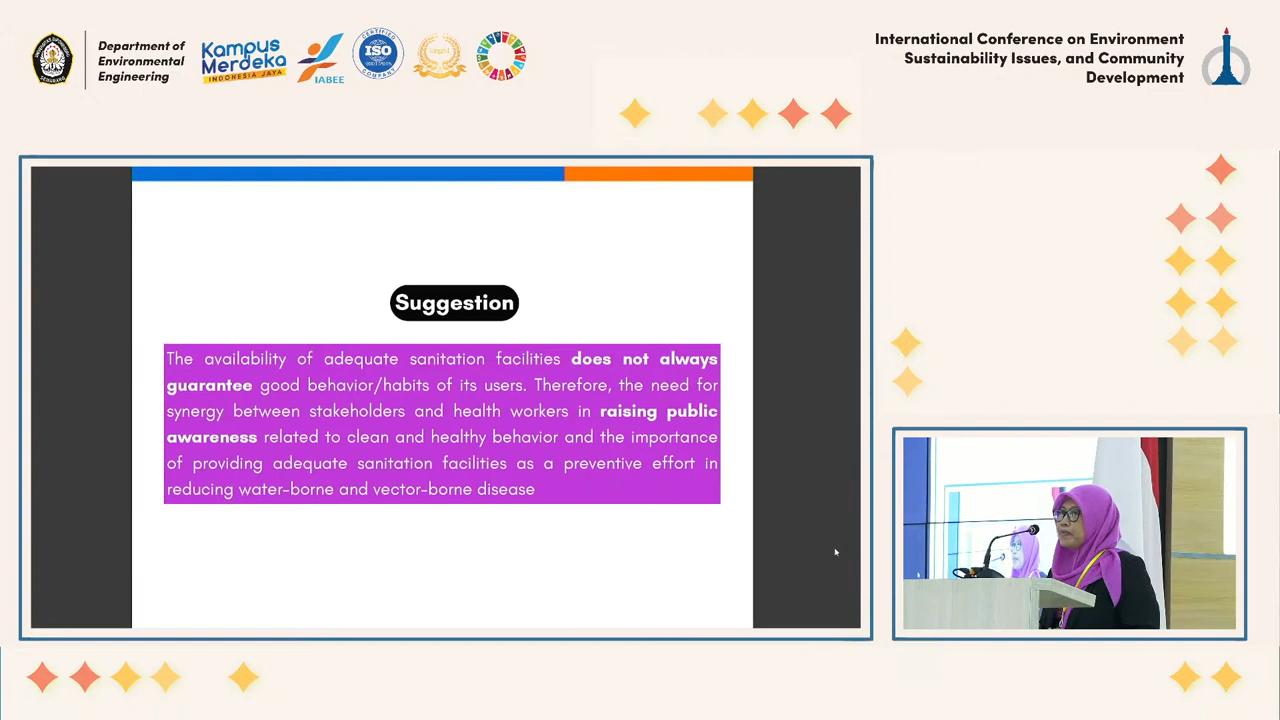 Department of
Environmental
Engineering
Kampus
Merdeka
INDONESIA JAYA
IABEE
CERTIFIED
ISO
COMPANY
International Conference on Environment
Sustainability Issues, and Community
Development
Suggestion
The availability of adequate sanitation facilities does not always
guarantee good behavior/habits of its users. Therefore, the need for
synergy between stakeholders and health workers in raising public
awareness related to clean and healthy behavior and the importance
of providing adequate sanitation facilities as a preventive effort in
reducing water-borne and vector-borne disease